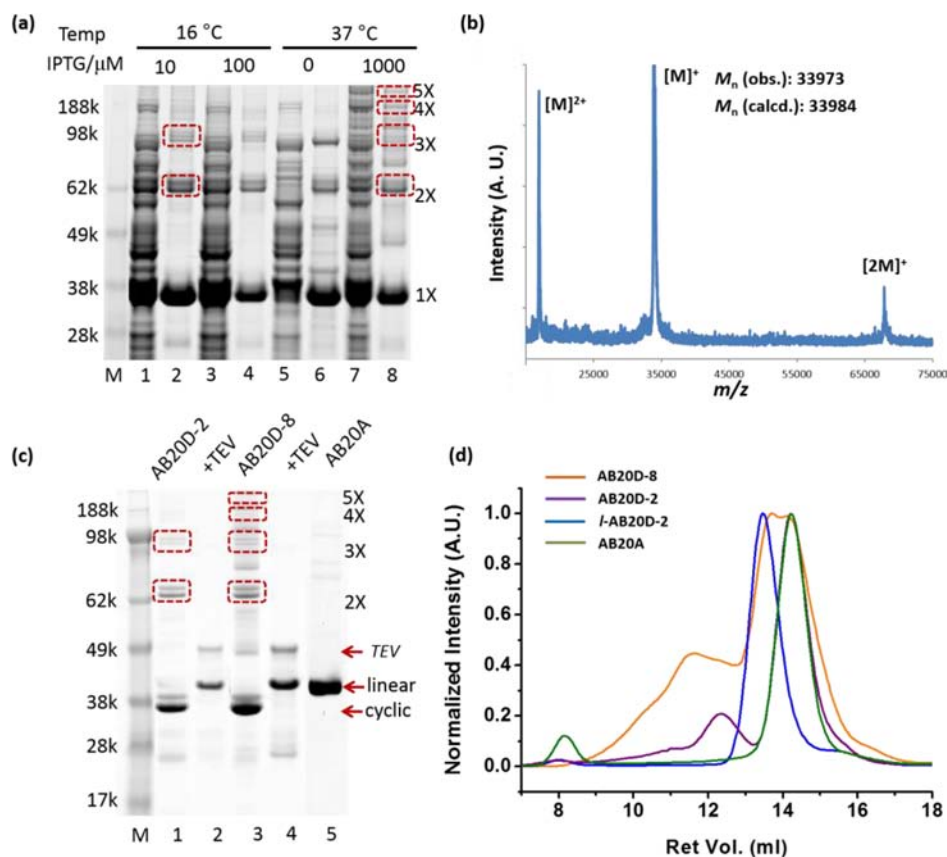 (a)
Temp 16 °C 37 °C
IPTG/μM 10 100 0 1000
188k
98k
62k
49k
38k
28k
5X
4X
3X
2X
1X
M 1 2 3 4 5 6 7 8
(b)
[M]²⁺
[M]⁺
Mn (obs.): 33973
Mn (calcd.): 33984
[2M]⁺
Intensity (A. U.)
25000 35000 45000 55000 65000 75000
m/z
(c)
AB20D-2 +TEV AB20D-8 +TEV AB20A
188k
98k
62k
49k
38k
28k
17k
5X
4X
3X
2X
TEV
linear
cyclic
M 1 2 3 4 5
(d)
AB20D-8
AB20D-2
l-AB20D-2
AB20A
Normalized Intensity (A.U.)
1.0
0.8
0.6
0.4
0.2
0.0
8 10 12 14 16
Ret Vol. (ml)